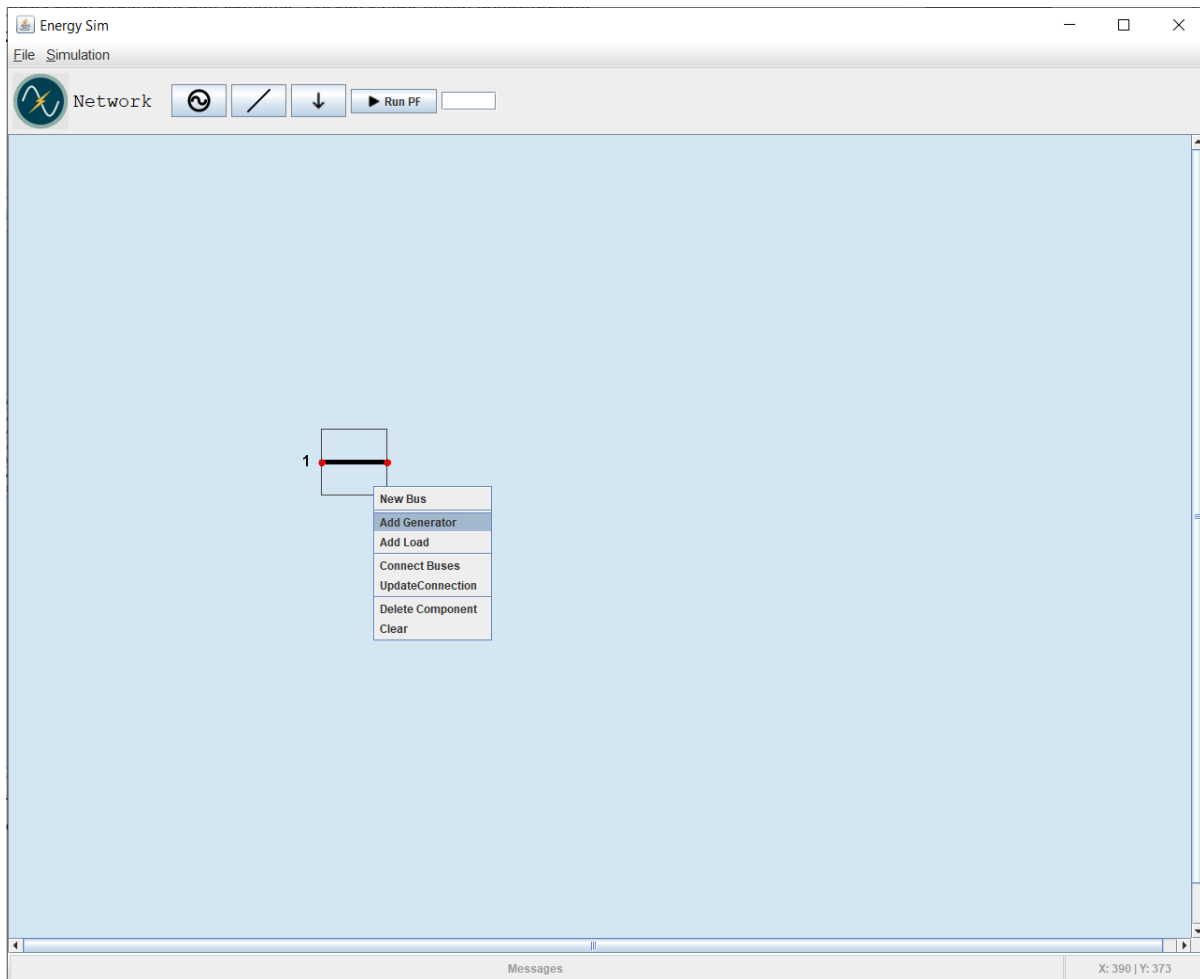 Energy Sim
File Simulation
Network Run PF
1
New Bus
Add Generator
Add Load
Connect Buses
UpdateConnection
Delete Component
Clear
Messages X: 390 | Y: 373